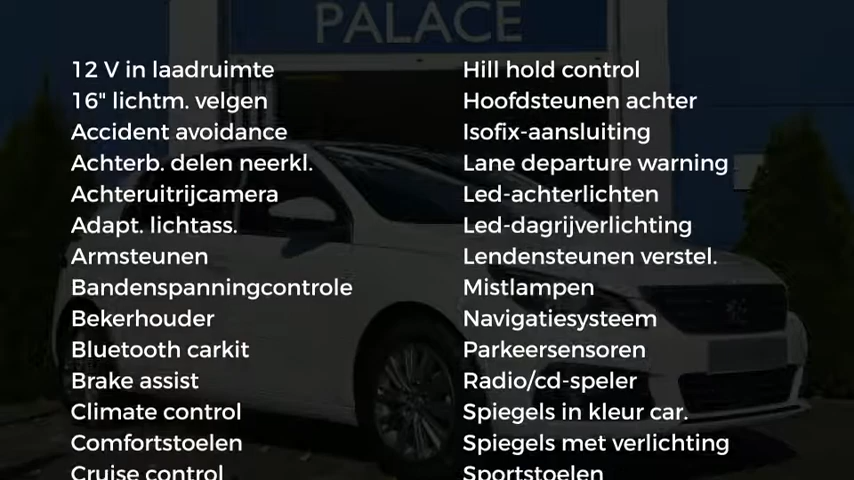 PALACE
12 V in laadruimte
16" lichtm. velgen
Accident avoidance
Achterb. delen neerkl.
Achteruitrijcamera
Adapt. lichtass.
Armsteunen
Bandenspanningcontrole
Bekerhouder
Bluetooth carkit
Brake assist
Climate control
Comfortstoelen
Cruise control
Hill hold control
Hoofdsteunen achter
Isofix-aansluiting
Lane departure warning
Led-achterlichten
Led-dagrijverlichting
Lendensteunen verstel.
Mistlampen
Navigatiesysteem
Parkeersensoren
Radio/cd-speler
Spiegels in kleur car.
Spiegels met verlichting
Sportstoelen